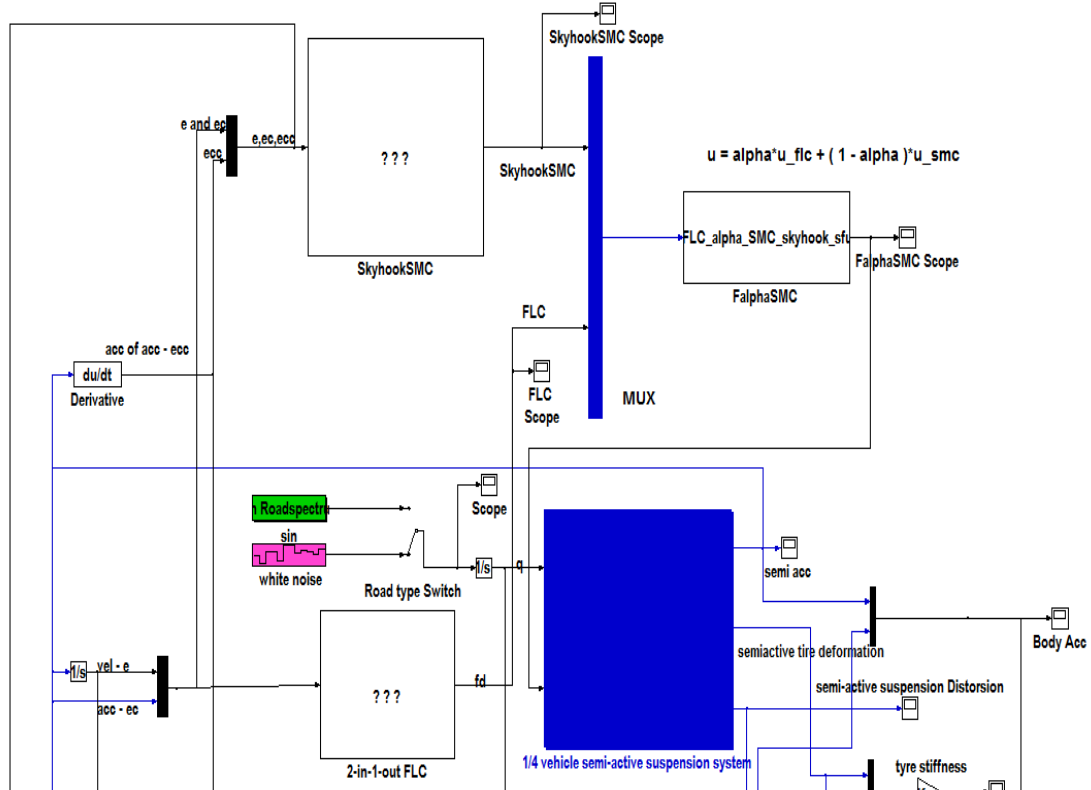 SkyhookSMC Scope
e and ec
e,ec,ecc
ecc
? ? ?
SkyhookSMC
u = alpha*u_flc + ( 1 - alpha )*u_smc
FLC_alpha_SMC_skyhook_sfu
FalphaSMC Scope
SkyhookSMC
FalphaSMC
FLC
acc of acc - ecc
du/dt
Derivative
FLC
Scope
MUX
Roadspectru
Scope
sin
white noise
1/s
q
Road type Switch
semi acc
Body Acc
semiactive tire deformation
1/s
vel - e
acc - ec
? ? ?
fd
semi-active suspension Distorsion
1/4 vehicle semi-active suspension system
2-in-1-out FLC
tyre stiffness